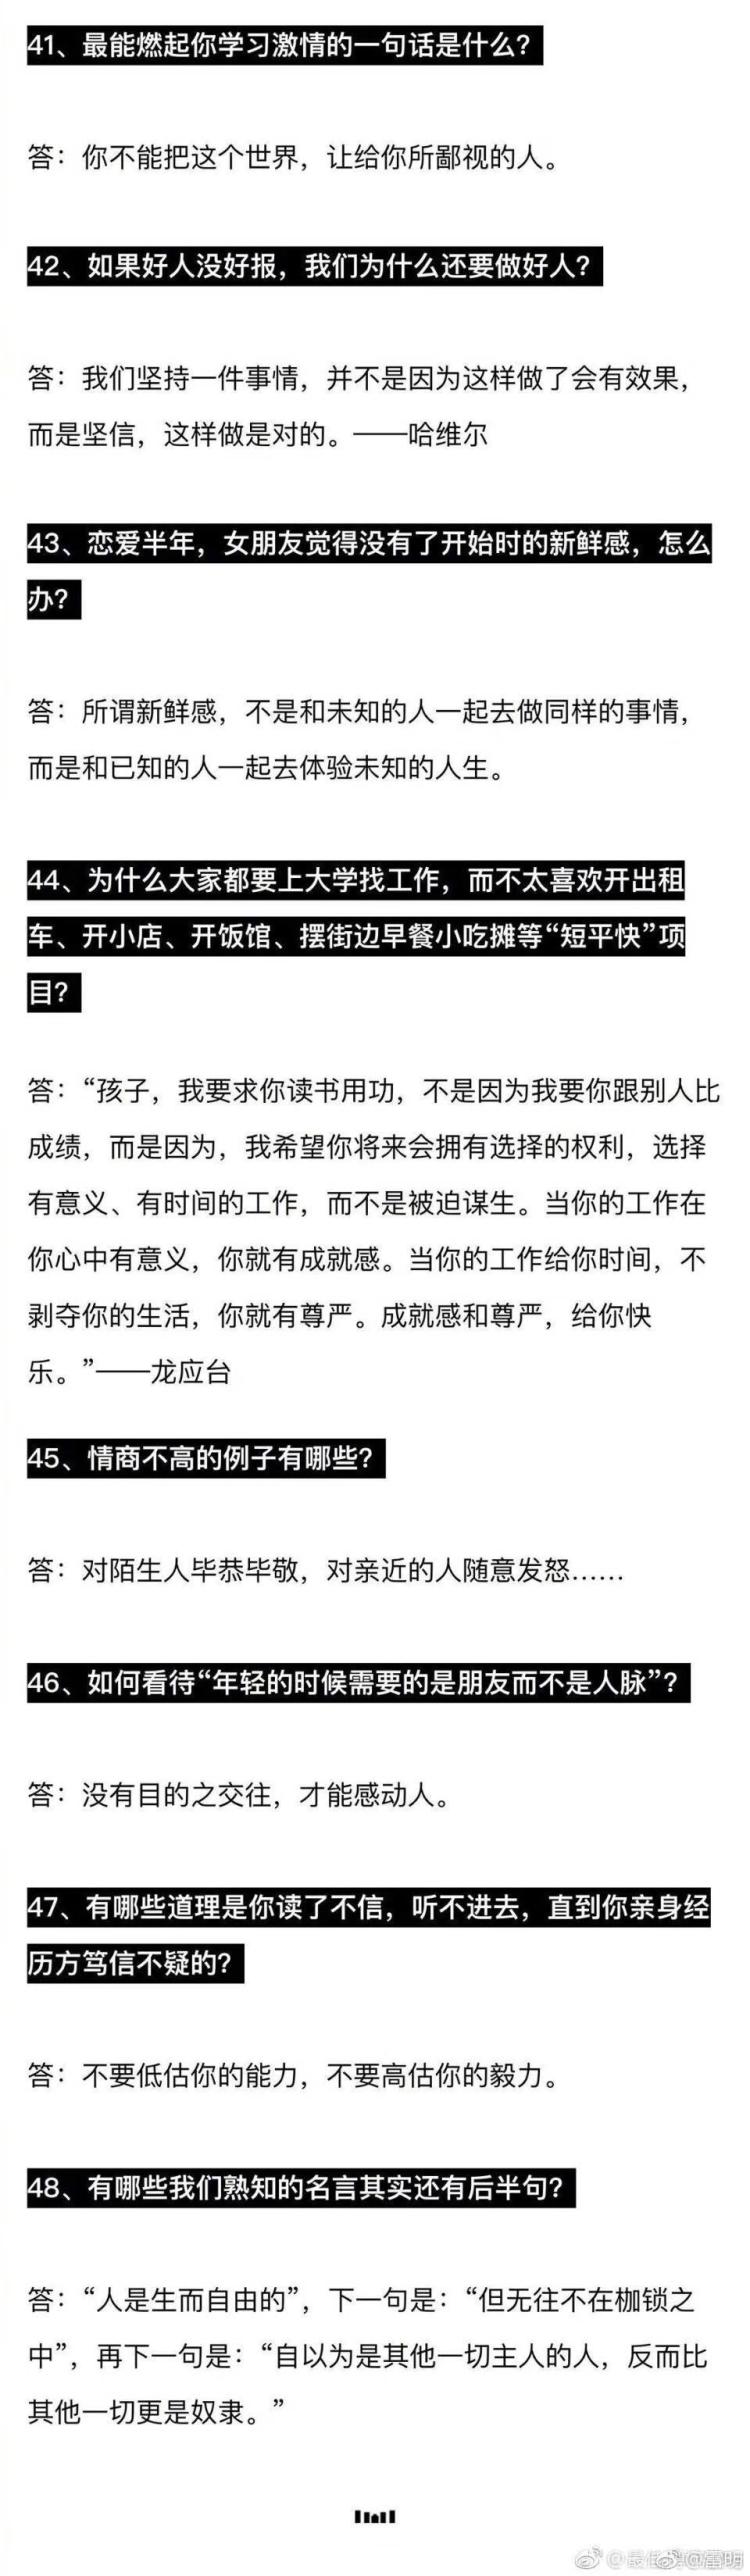 41、最能燃起你学习激情的一句话是什么?
答：你不能把这个世界，让给你所鄙视的人。
42、如果好人没好报，我们为什么还要做好人?
答：我们坚持一件事情，并不是因为这样做了会有效果，
而是坚信，这样做是对的。——哈维尔
43、恋爱半年，女朋友觉得没有了开始时的新鲜感，怎么
办?
答：所谓新鲜感，不是和未知的人一起去做同样的事情，
而是和已知的人一起去体验未知的人生。
44、为什么大家都要上大学找工作，而不太喜欢开出租
车、开小店、开饭馆、摆街边早餐小吃摊等“短平快”项
目?
答：“孩子，我要求你读书用功，不是因为我要你跟别人比
成绩，而是因为，我希望你将来会拥有选择的权利，选择
有意义、有时间的工作，而不是被迫谋生。当你的工作在
你心中有意义，你就有成就感。当你的工作给你时间，不
剥夺你的生活，你就有尊严。成就感和尊严，给你快
乐。”——龙应台
45、情商不高的例子有哪些?
答：对陌生人毕恭毕敬，对亲近的人随意发怒……
46、如何看待“年轻的时候需要的是朋友而不是人脉”?
答：没有目的之交往，才能感动人。
47、有哪些道理是你读了不信，听不进去，直到你亲身经
历方笃信不疑的?
答：不要低估你的能力，不要高估你的毅力。
48、有哪些我们熟知的名言其实还有后半句?
答：“人是生而自由的”，下一句是：“但无往不在枷锁之
中”，再下一句是：“自以为是其他一切主人的人，反而比
其他一切更是奴隶。”
@雷明